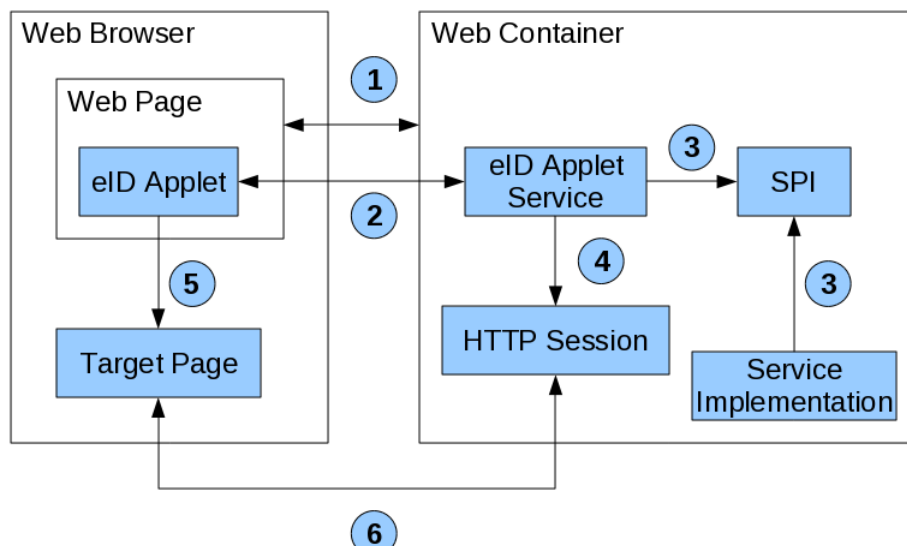 Web Browser
Web Container
1
Web Page
3
eID Applet
eID Applet
Service
SPI
2
4
5
3
HTTP Session
Target Page
Service
Implementation
6